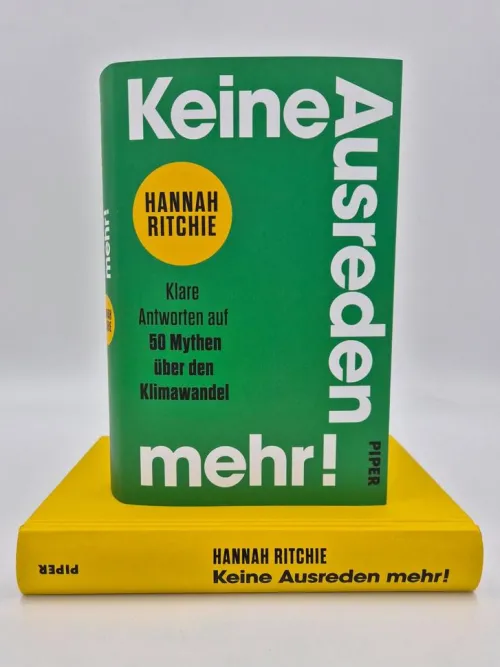 Keine
Ausreden
mehr!
HANNAH
RITCHIE
Klare
Antworten auf
50 Mythen
über den
Klimawandel
PIPER
mehr!
PIPER
HANNAH RITCHIE
Keine Ausreden mehr!